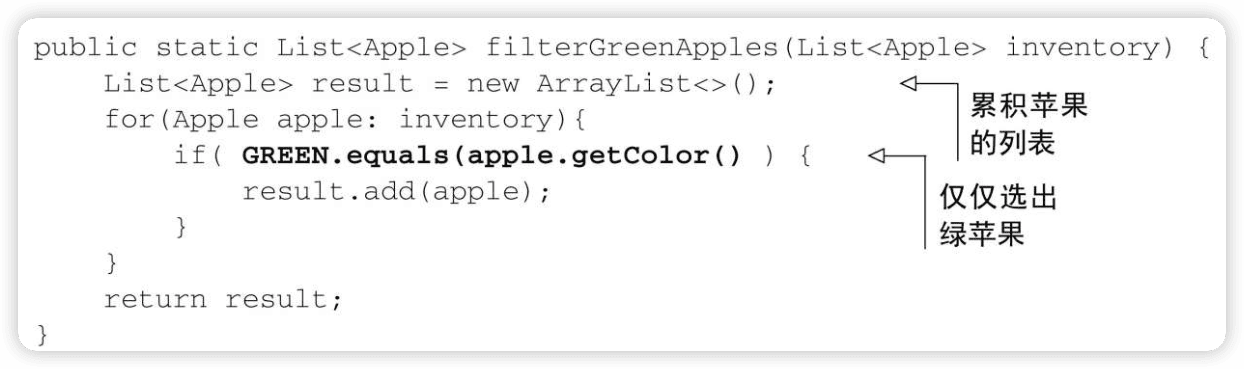 public static List<Apple> filterGreenApples(List<Apple> inventory) {
    List<Apple> result = new ArrayList<>();
    for(Apple apple: inventory){
        if( GREEN.equals(apple.getColor() ) {
            result.add(apple);
        }
    }
    return result;
}
累积苹果
的列表
仅仅选出
绿苹果